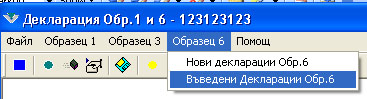 Декларация Обр.1 и 6 - 123123123
Файл Образец 1 Образец 3 Образец 6 Помощ
Нови декларации Обр.6
Въведени Декларации Обр.6